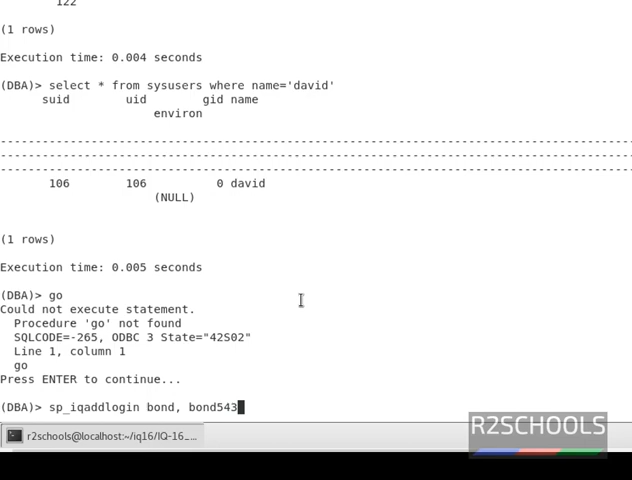 122
(1 rows)
Execution time: 0.004 seconds
(DBA)> select * from sysusers where name='david'
suid uid gid name
environ
--------------------------------------------------------------------------------
--------------------------------------------------------------------------------
--------------------------------------------------------------------------------
106 106 0 david
(NULL)
(1 rows)
Execution time: 0.005 seconds
(DBA)> go
Could not execute statement.
Procedure 'go' not found
SQLCODE=-265, ODBC 3 State="42S02"
Line 1, column 1
go
Press ENTER to continue...
(DBA)> sp_iqaddlogin bond, bond543
R2SCHOOLS
r2schools@localhost:~/iq16/IQ-16_...